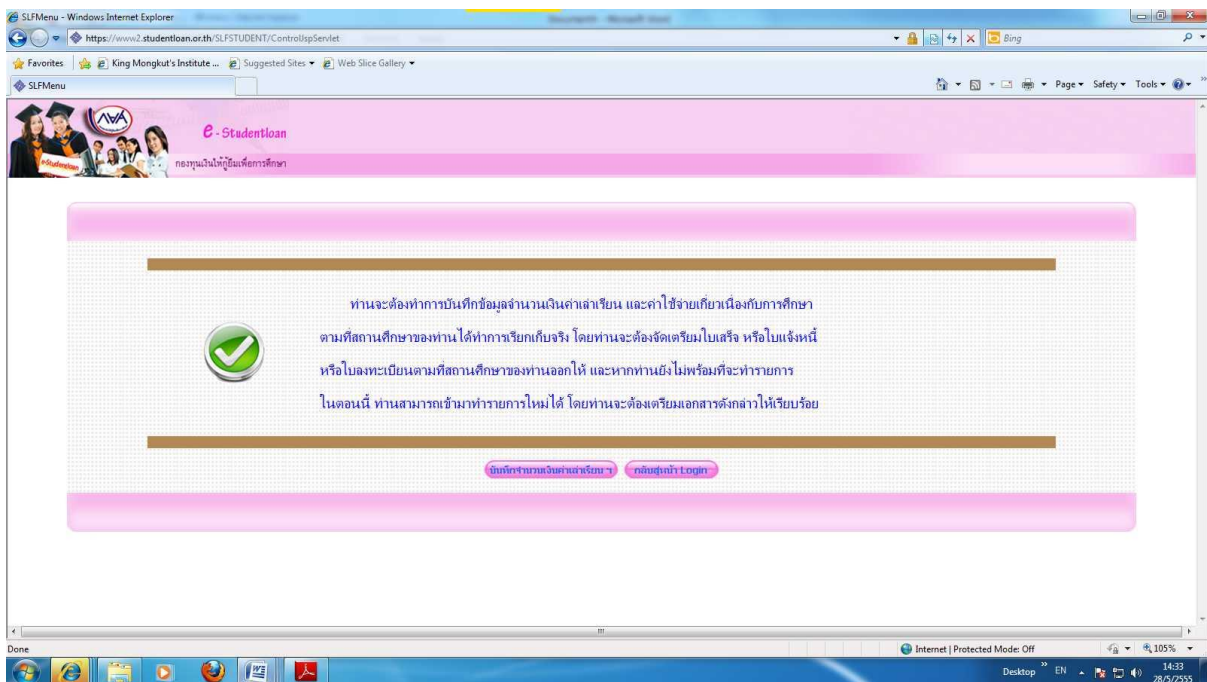 SLFMenu - Windows Internet Explorer
https://www2.studentloan.or.th/SLFSTUDENT/ControlUspServlet
Bing
Favorites King Mongkut's Institute ... Suggested Sites Web Slice Gallery
SLFMenu
Page Safety Tools
e - Studentloan
กองทุนเงินให้กู้ยืมเพื่อการศึกษา
ท่านจะต้องทำการบันทึกข้อมูลจำนวนเงินค่าเล่าเรียน และค่าใช้จ่ายเกี่ยวเนื่องกับการศึกษา
ตามที่สถานศึกษาของท่านได้ทำการเรียกเก็บจริง โดยท่านจะต้องจัดเตรียมใบเสร็จ หรือใบแจ้งหนี้
หรือใบลงทะเบียนตามที่สถานศึกษาของท่านออกให้ และหากท่านยังไม่พร้อมที่จะทำรายการ
ในตอนนี้ ท่านสามารถเข้ามาทำรายการใหม่ได้ โดยท่านจะต้องเตรียมเอกสารดังกล่าวให้เรียบร้อย
บันทึกจำนวนเงินค่าเล่าเรียน ฯ กลับสู่หน้า Login
Done
Internet | Protected Mode: Off
105%
Desktop EN
14:33
28/5/2555